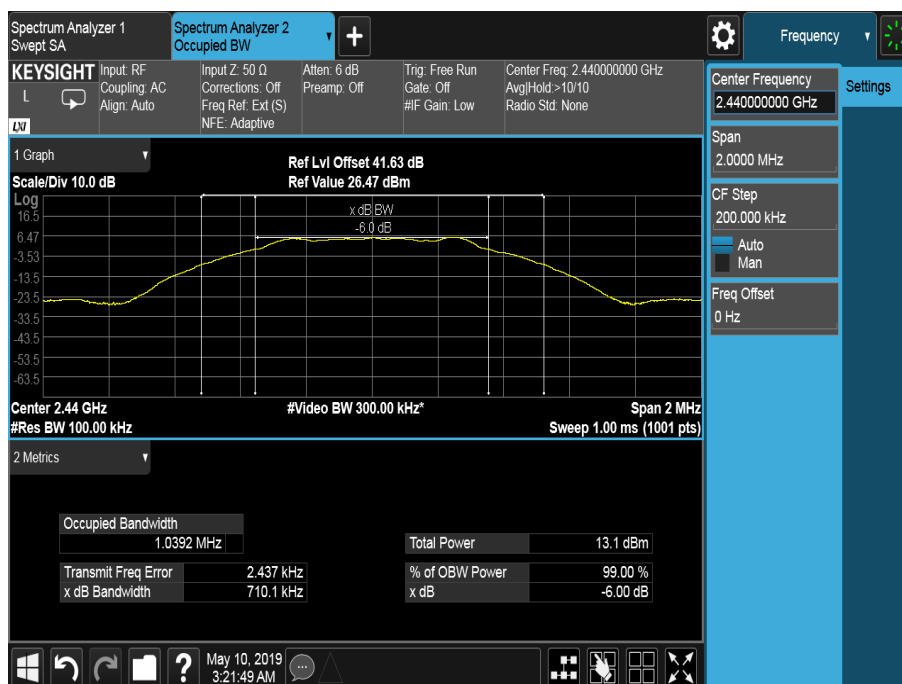 Spectrum Analyzer 1
Swept SA
Spectrum Analyzer 2
Occupied BW
Frequency
KEYSIGHT
L
LXI
Input: RF
Coupling: AC
Align: Auto
Input Z: 50 Ω
Corrections: Off
Freq Ref: Ext (S)
NFE: Adaptive
Atten: 6 dB
Preamp: Off
Trig: Free Run
Gate: Off
#IF Gain: Low
Center Freq: 2.440000000 GHz
Avg|Hold:>10/10
Radio Std: None
Center Frequency
2.440000000 GHz
Settings
Span
2.0000 MHz
CF Step
200.000 kHz
Auto
Man
Freq Offset
0 Hz
1 Graph
Ref Lvl Offset 41.63 dB
Scale/Div 10.0 dB
Ref Value 26.47 dBm
Log
x dB BW
-6.0 dB
16.5
6.47
-3.53
-13.5
-23.5
-33.5
-43.5
-53.5
-63.5
Center 2.44 GHz
#Video BW 300.00 kHz*
Span 2 MHz
#Res BW 100.00 kHz
Sweep 1.00 ms (1001 pts)
2 Metrics
Occupied Bandwidth
1.0392 MHz
Total Power 13.1 dBm
Transmit Freq Error 2.437 kHz
% of OBW Power 99.00 %
x dB Bandwidth 710.1 kHz
x dB -6.00 dB
?
May 10, 2019
3:21:49 AM